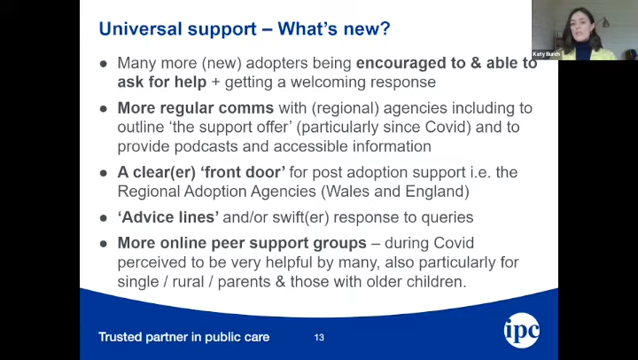 Universal support – What's new?
● Many more (new) adopters being encouraged to & able to
ask for help + getting a welcoming response
● More regular comms with (regional) agencies including to
outline 'the support offer' (particularly since Covid) and to
provide podcasts and accessible information
● A clear(er) 'front door' for post adoption support i.e. the
Regional Adoption Agencies (Wales and England)
● 'Advice lines' and/or swift(er) response to queries
● More online peer support groups – during Covid
perceived to be very helpful by many, also particularly for
single / rural / parents & those with older children.
Trusted partner in public care
13
ipc
Katy Burch